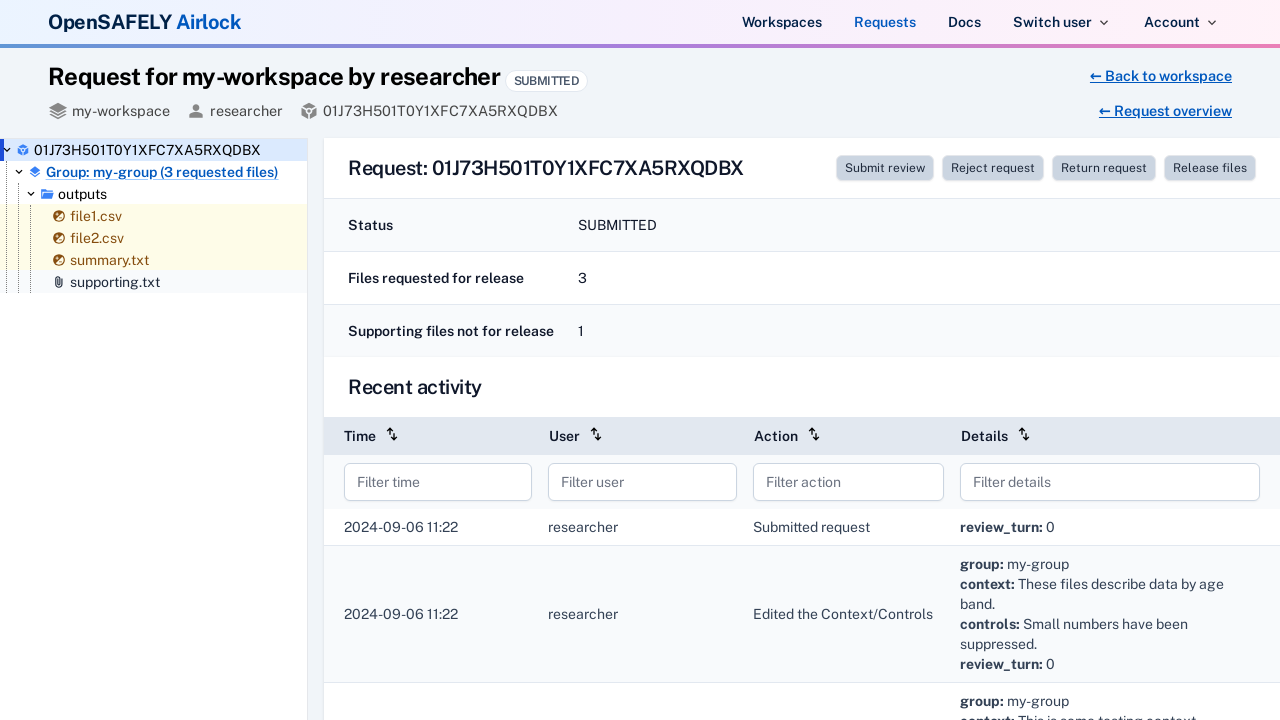 OpenSAFELY Airlock
Workspaces
Requests
Docs
Switch user
Account
Request for my-workspace by researcher SUBMITTED
← Back to workspace
my-workspace researcher 01J73H501T0Y1XFC7XA5RXQDBX
← Request overview
01J73H501T0Y1XFC7XA5RXQDBX
Group: my-group (3 requested files)
outputs
file1.csv
file2.csv
summary.txt
supporting.txt
Request: 01J73H501T0Y1XFC7XA5RXQDBX
Submit review
Reject request
Return request
Release files
Status SUBMITTED
Files requested for release 3
Supporting files not for release 1
Recent activity
Time User Action Details
Filter time Filter user Filter action Filter details
2024-09-06 11:22 researcher Submitted request review_turn: 0
2024-09-06 11:22 researcher Edited the Context/Controls
group: my-group
context: These files describe data by age
band.
controls: Small numbers have been
suppressed.
review_turn: 0
group: my-group
context: This is some testing context